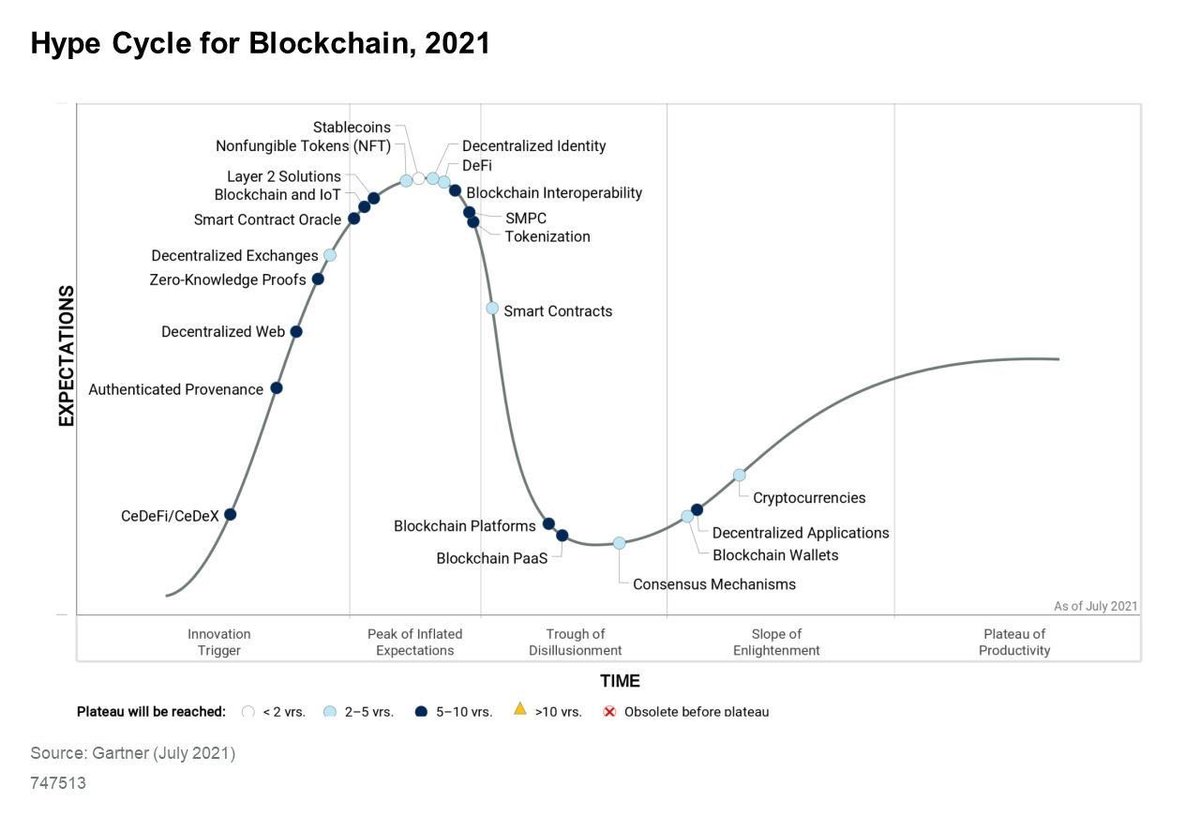 Hype Cycle for Blockchain, 2021
Stablecoins
Nonfungible Tokens (NFT)
Decentralized Identity
DeFi
Layer 2 Solutions
Blockchain and IoT
Blockchain Interoperability
Smart Contract Oracle
SMPC
Tokenization
Decentralized Exchanges
Zero-Knowledge Proofs
Smart Contracts
Decentralized Web
Authenticated Provenance
EXPECTATIONS
CeDeFi/CeDeX
Blockchain Platforms
Blockchain PaaS
Cryptocurrencies
Decentralized Applications
Blockchain Wallets
Consensus Mechanisms
As of July 2021
Innovation
Trigger
Peak of Inflated
Expectations
Trough of
Disillusionment
Slope of
Enlightenment
Plateau of
Productivity
TIME
Plateau will be reached: < 2 yrs. 2–5 yrs. 5–10 yrs. >10 yrs. Obsolete before plateau
Source: Gartner (July 2021)
747513